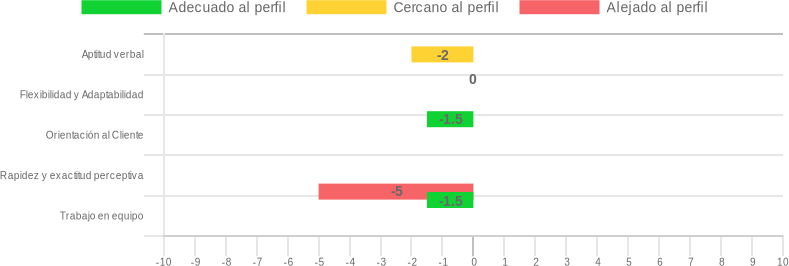 Adecuado al perfil Cercano al perfil Alejado al perfil
Aptitud verbal
-2
0
Flexibilidad y Adaptabilidad
-1.5
Orientación al Cliente
Rapidez y exactitud perceptiva
-5
-1.5
Trabajo en equipo
-10 -9 -8 -7 -6 -5 -4 -3 -2 -1 0 1 2 3 4 5 6 7 8 9 10